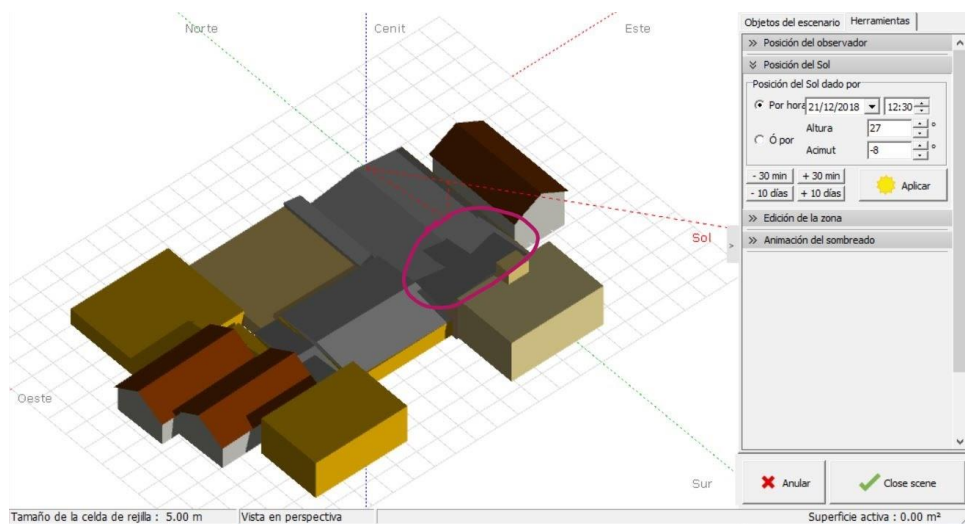 Norte
Cenit
Este
Sol
Oeste
Sur
>
Objetos del escenario Herramientas
Posición del observador
Posición del Sol
Posición del Sol dado por
Por hora 21/12/2018 12:30
Ó por
Altura 27 °
Acimut -8 °
- 30 min + 30 min
- 10 días + 10 días
Aplicar
Edición de la zona
Animación del sombreado
Anular Close scene
Tamaño de la celda de rejilla : 5.00 m Vista en perspectiva Superficie activa : 0.00 m²